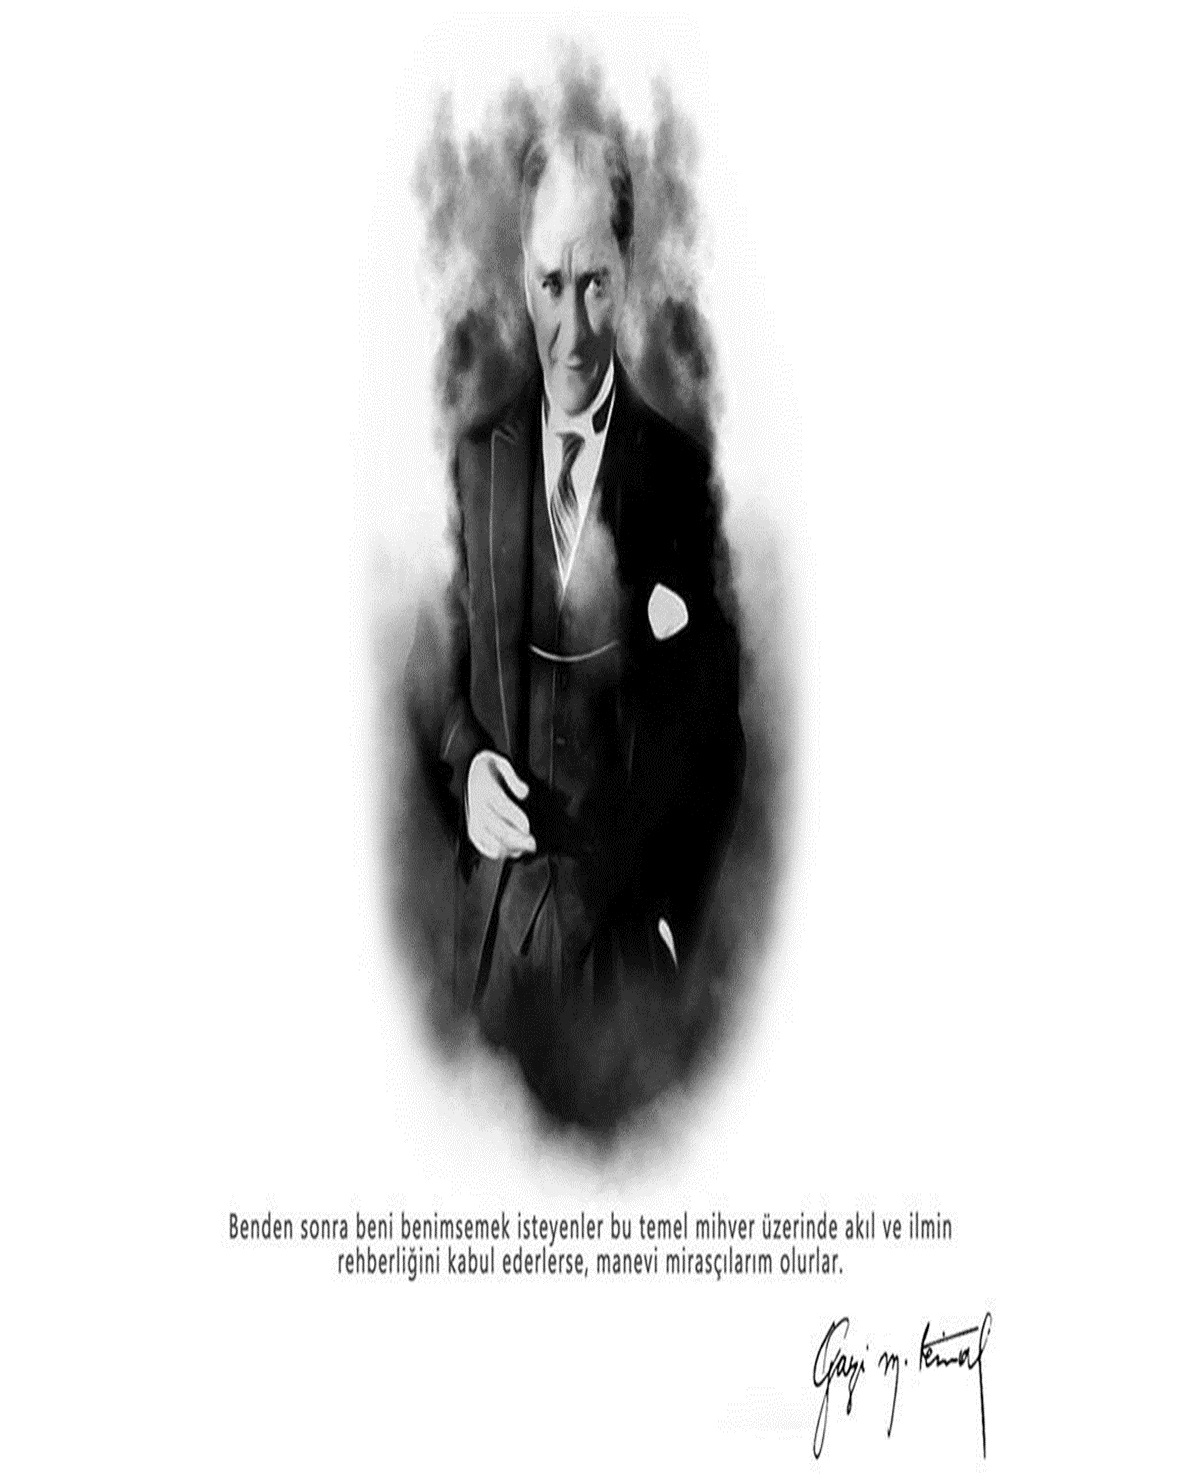 Benden sonra beni benimsemek isteyenler bu temel mihver üzerinde akıl ve ilmin
rehberliğini kabul ederlerse, manevi mirasçılarım olurlar.
Gazi M. Kemal